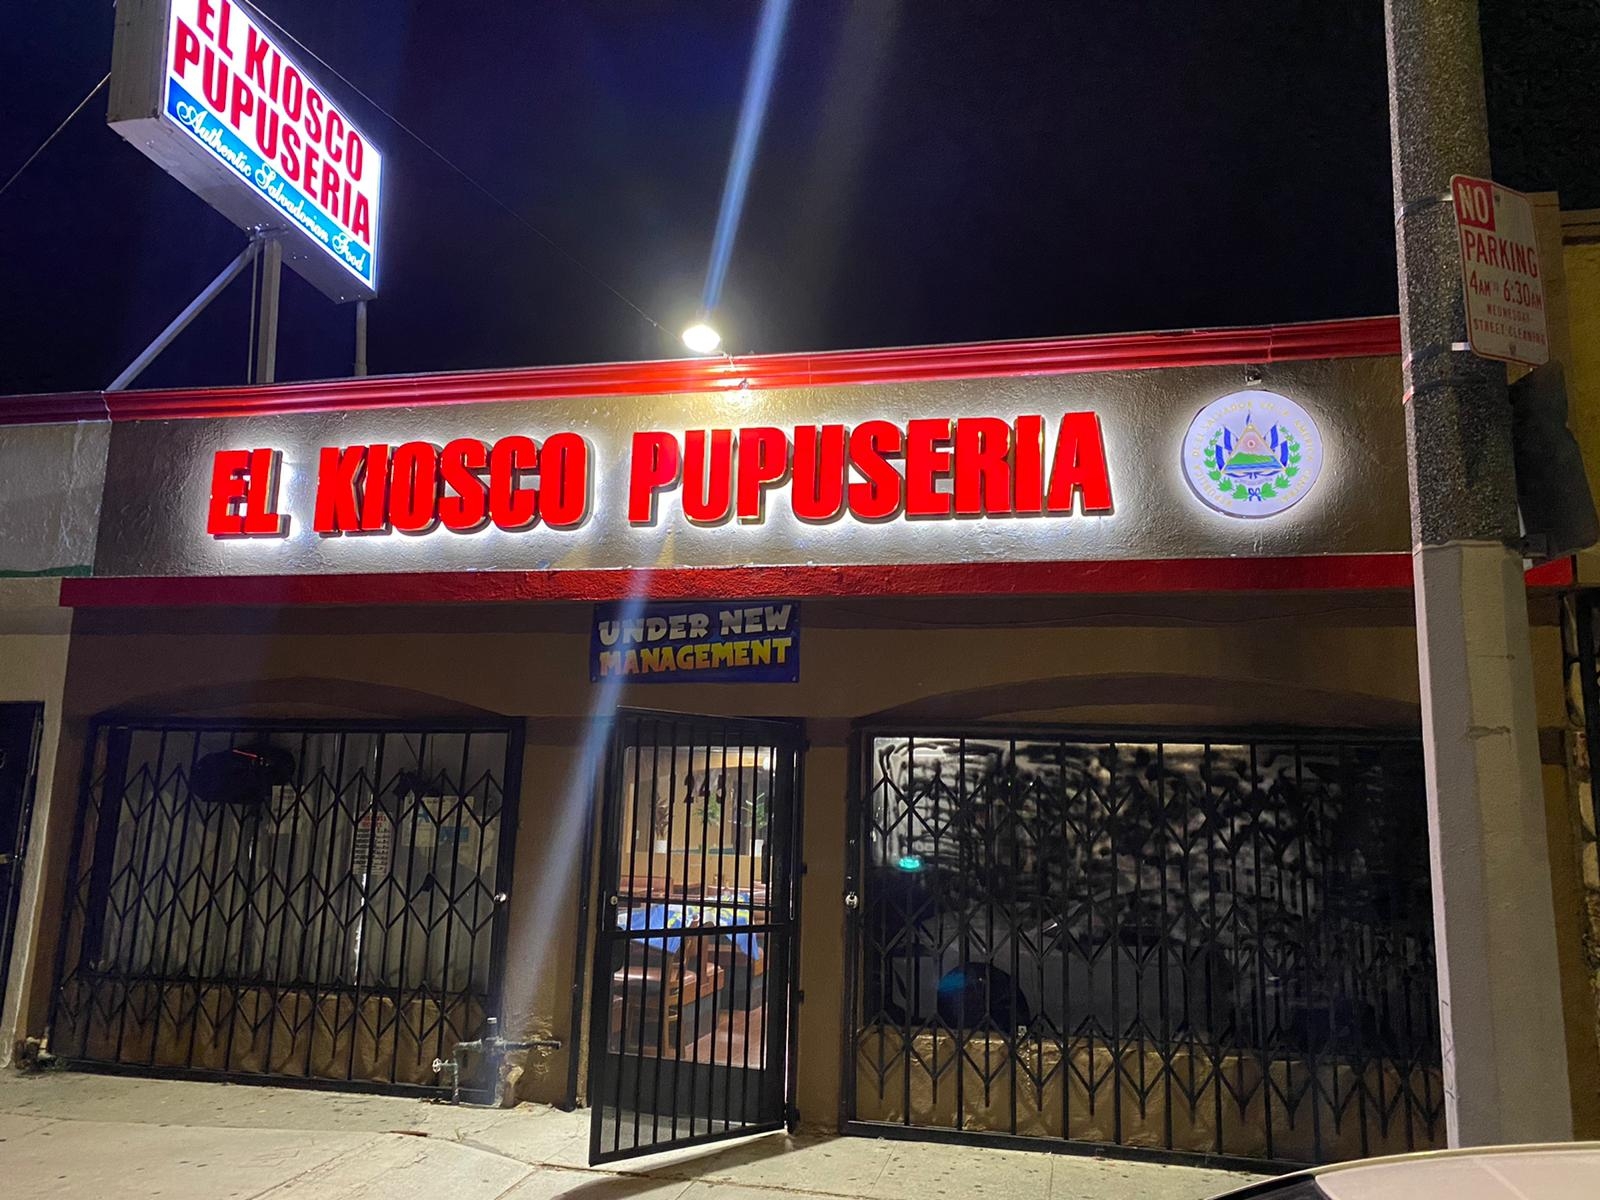 EL KIOSCO
PUPUSERIA
Authentic Salvadorian Food
EL KIOSCO PUPUSERIA
UNDER NEW
MANAGEMENT
NO
PARKING
4AM TO 6:30AM
WEDNESDAY
STREET CLEANING